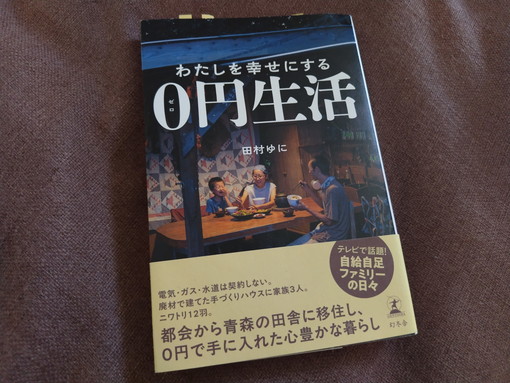 わたしを幸せにする
0円生活
ゼロ
田村ゆに
テレビで話題!
自給自足
ファミリー
の日々
電気・ガス・水道は契約しない。
廃材で建てた手づくりハウスに家族3人。
ニワトリ12羽。
都会から青森の田舎に移住し、
0円で手に入れた心豊かな暮らし
幻冬舎